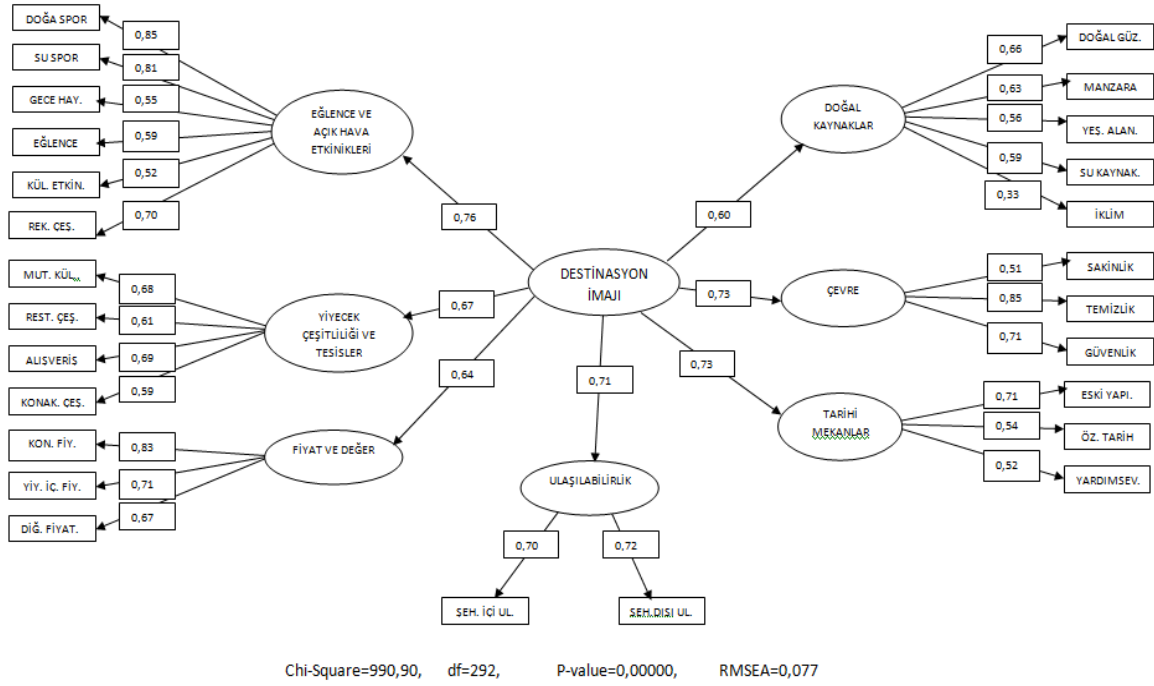 DOĞA SPOR
0,85
SU SPOR
0,81
GECE HAY.
0,55
EĞLENCE
0,59
KÜL. ETKİN.
0,52
REK. ÇEŞ.
0,70
EĞLENCE VE
AÇIK HAVA
ETKİNİKLERİ
0,76
MUT. KÜL.
0,68
REST. ÇEŞ.
0,61
ALIŞVERİŞ
0,69
KONAK. ÇEŞ.
0,59
YİYECEK
ÇEŞİTLİLİĞİ VE
TESİSLER
0,67
KON. FİY.
0,83
YİY. İÇ. FİY.
0,71
DİĞ. FİYAT.
0,67
FİYAT VE DEĞER
0,64
DESTİNASYON
İMAJI
0,71
ULAŞILABİLİRLİK
0,70
0,72
ŞEH. İÇİ UL.
ŞEH.DIŞI UL.
0,60
DOĞAL
KAYNAKLAR
0,66
DOĞAL GÜZ.
0,63
MANZARA
0,56
YEŞ. ALAN.
0,59
SU KAYNAK.
0,33
İKLİM
0,73
ÇEVRE
0,51
SAKİNLİK
0,85
TEMİZLİK
0,71
GÜVENLİK
0,73
TARİHİ
MEKANLAR
0,71
ESKİ YAPI.
0,54
ÖZ. TARİH
0,52
YARDIMSEV.
Chi-Square=990,90, df=292, P-value=0,00000, RMSEA=0,077